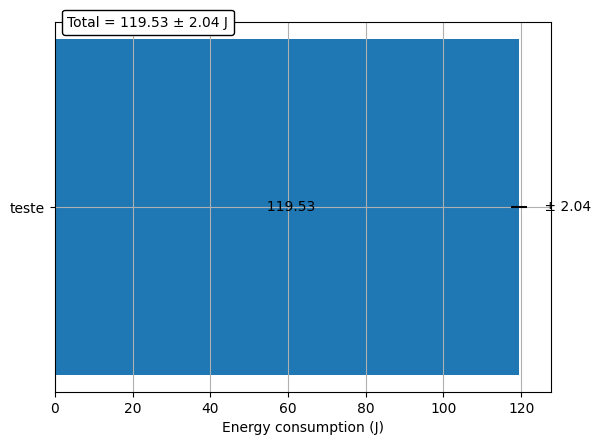 Total = 119.53 ± 2.04 J
teste
119.53
± 2.04
0 20 40 60 80 100 120
Energy consumption (J)